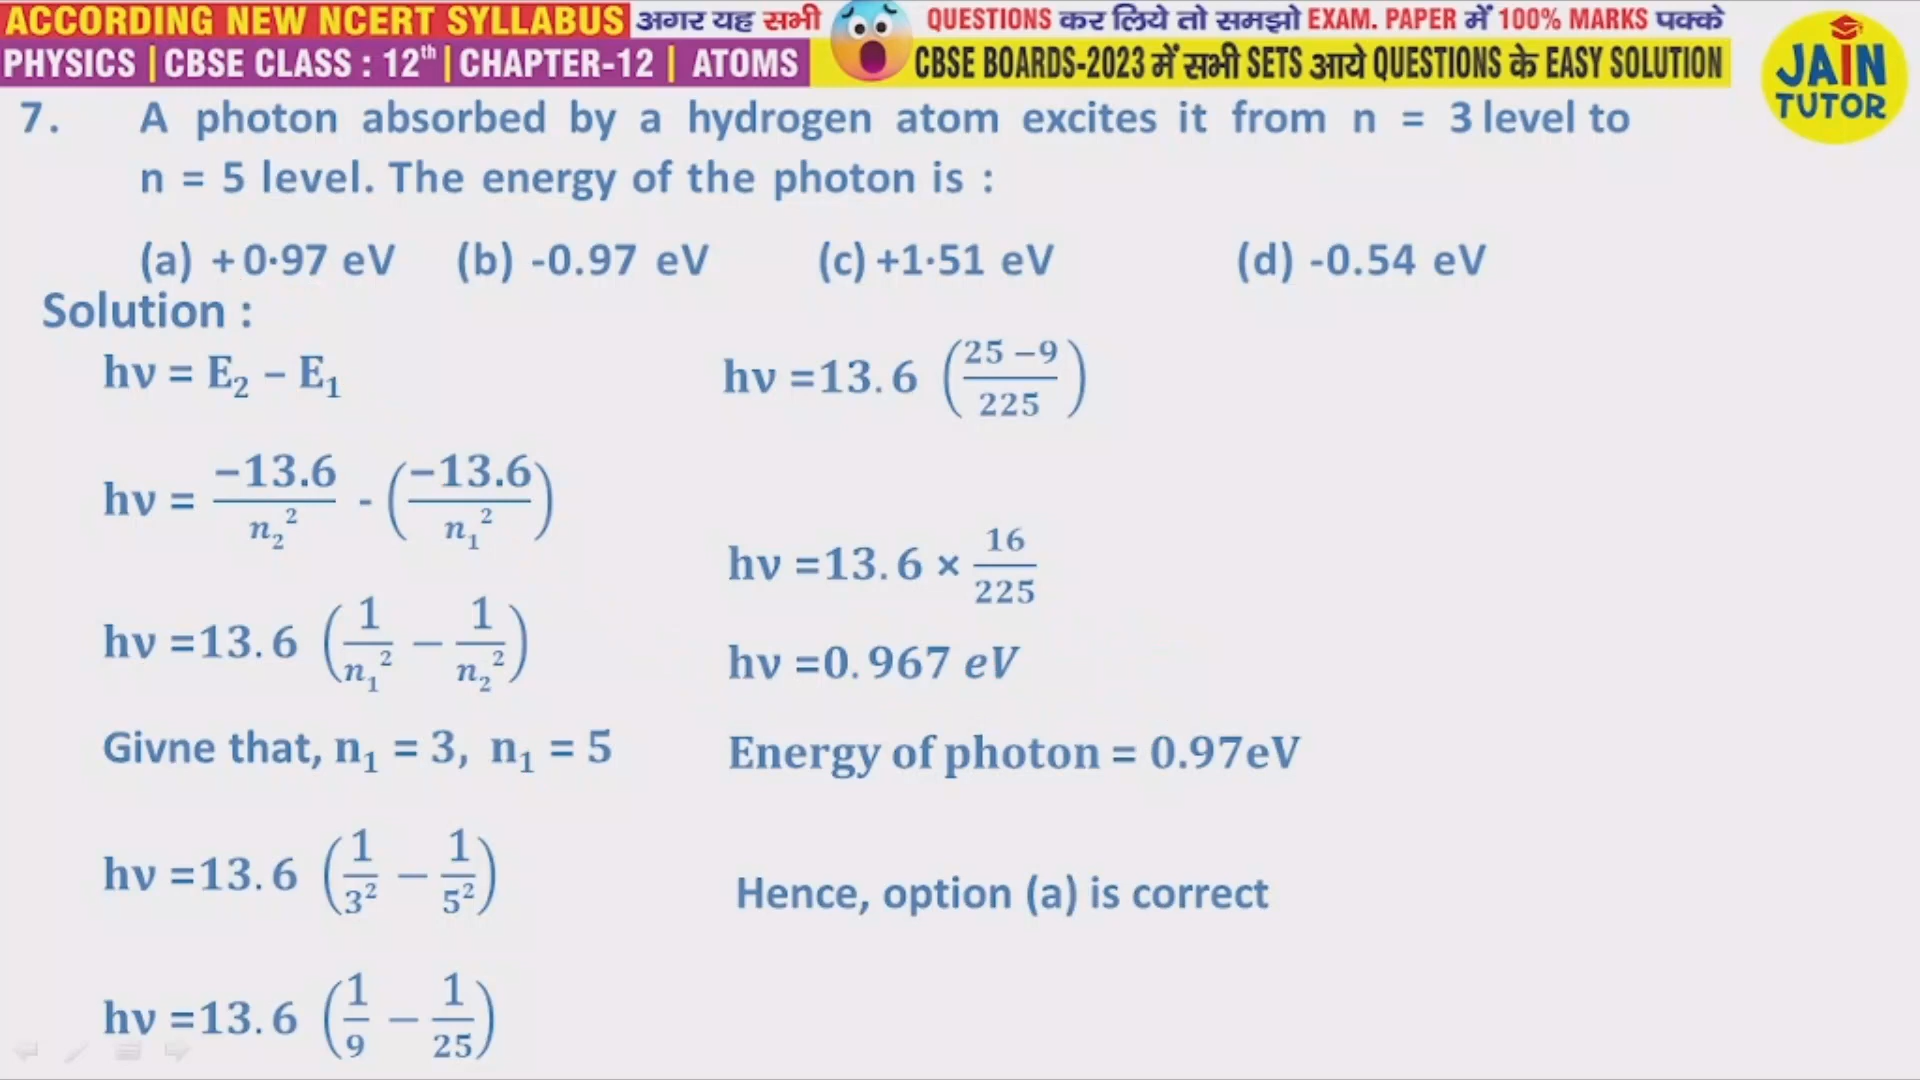 ACCORDING NEW NCERT SYLLABUS अगर यह सभी QUESTIONS कर लिये तो समझो EXAM. PAPER में 100% MARKS पक्के
PHYSICS | CBSE CLASS : 12th | CHAPTER-12 | ATOMS CBSE BOARDS-2023 में सभी SETS आये QUESTIONS के EASY SOLUTION
JAIN
TUTOR
7. A photon absorbed by a hydrogen atom excites it from n = 3 level to
n = 5 level. The energy of the photon is :
(a) +0·97 eV (b) -0.97 eV (c) +1·51 eV (d) -0.54 eV
Solution :
hν = E₂ − E₁
hν = −13.6/n₂² - (−13.6/n₁²)
hν =13.6 (1/n₁² − 1/n₂²)
Givne that, n₁ = 3, n₁ = 5
hν =13.6 (1/3² − 1/5²)
hν =13.6 (1/9 − 1/25)
hν =13.6 (25 −9/225)
hν =13.6 × 16/225
hν =0.967 eV
Energy of photon = 0.97eV
Hence, option (a) is correct